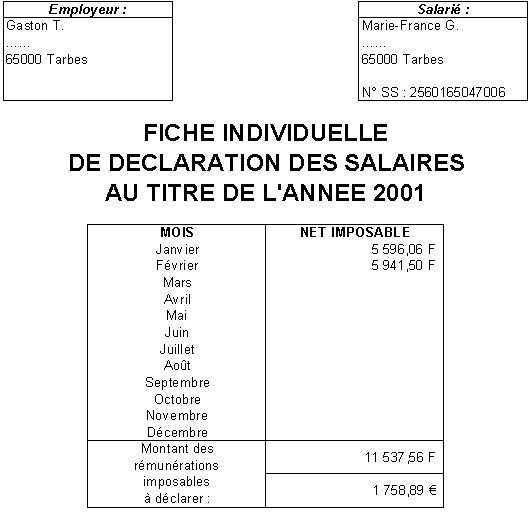 Employeur :
Gaston T.
......
65000 Tarbes
Salarié :
Marie-France G.
......
65000 Tarbes
N° SS : 2560165047006
FICHE INDIVIDUELLE
DE DECLARATION DES SALAIRES
AU TITRE DE L'ANNEE 2001
MOIS NET IMPOSABLE
Janvier 5 596,06 F
Février 5 941,50 F
Mars
Avril
Mai
Juin
Juillet
Août
Septembre
Octobre
Novembre
Décembre
Montant des
rémunérations
imposables
à déclarer :
11 537,56 F
1 758,89 €